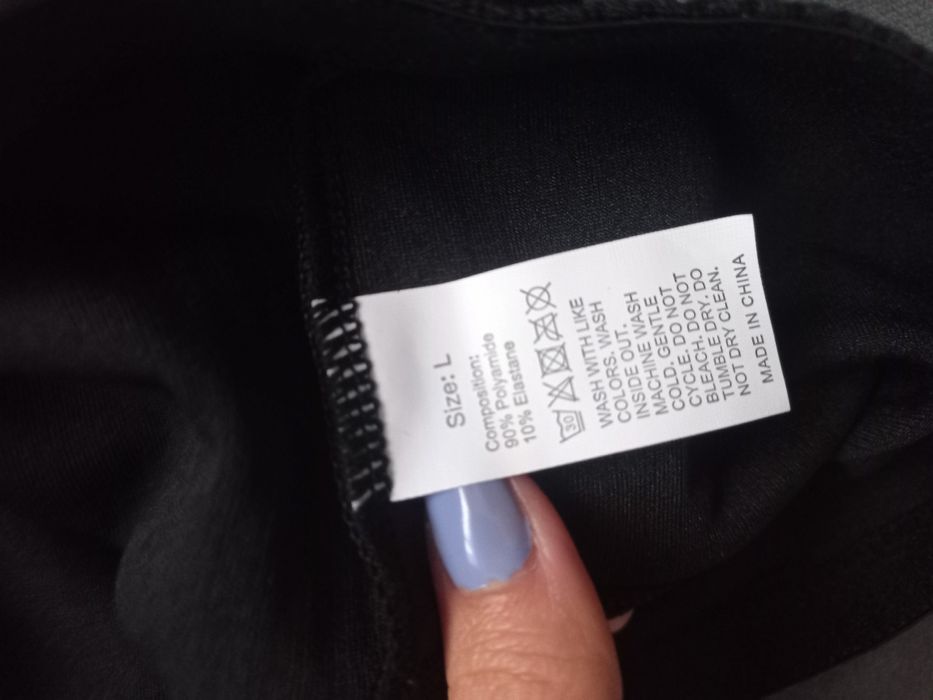 Size: L
Composition:
90% Polyamide
10% Elastane
30
WASH WITH LIKE
COLORS. WASH
INSIDE OUT.
MACHINE WASH
COLD. GENTLE
CYCLE. DO NOT
BLEACH. DO NOT
TUMBLE DRY. DO
NOT DRY CLEAN.
MADE IN CHINA